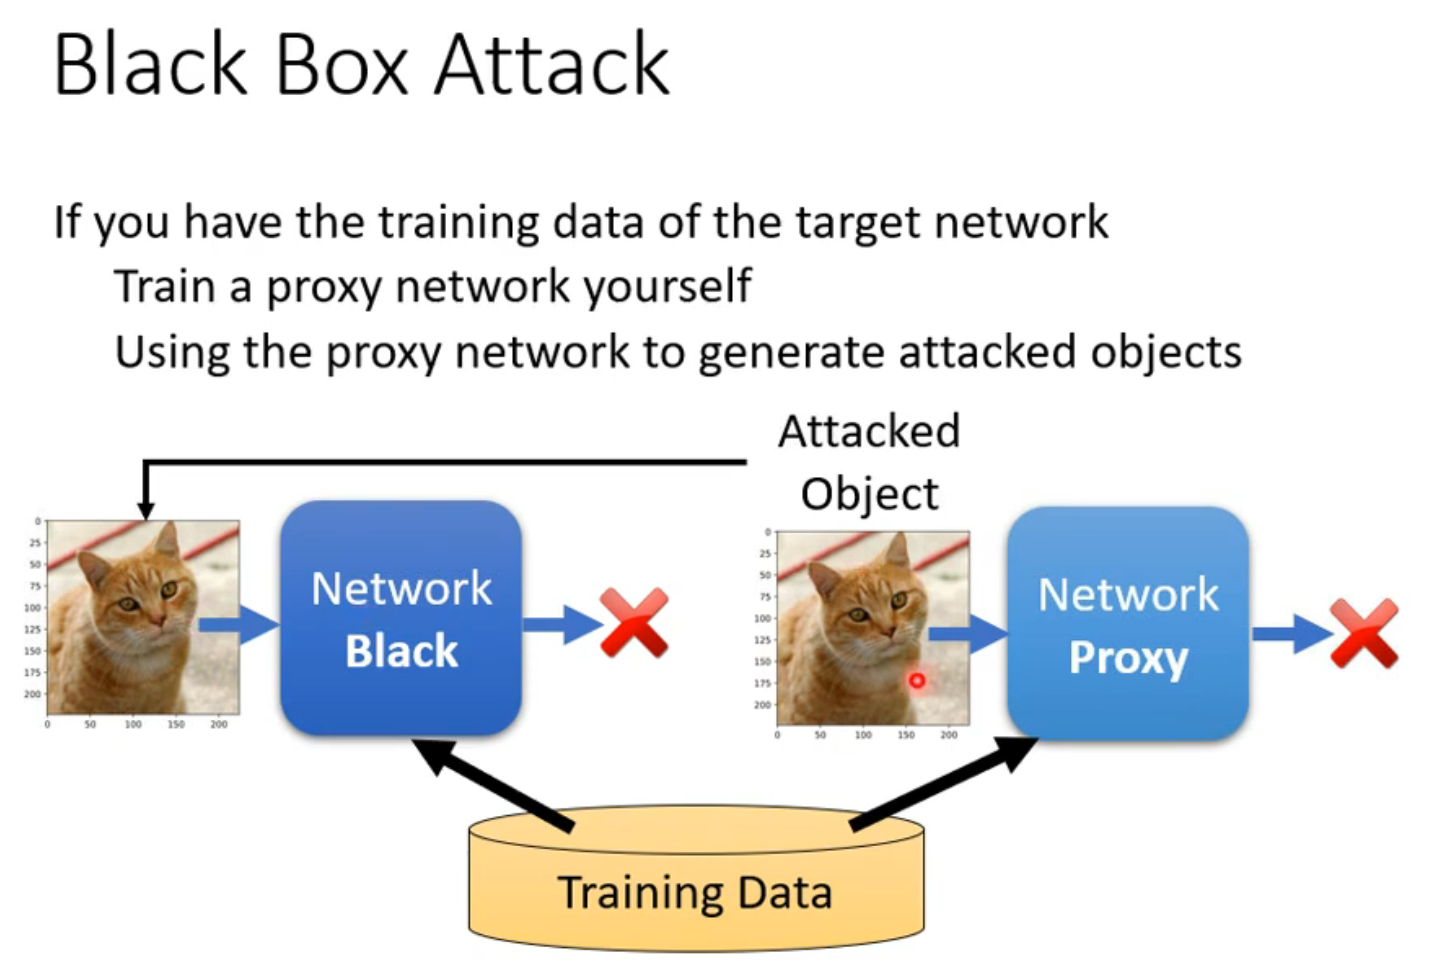 Black Box Attack
If you have the training data of the target network
Train a proxy network yourself
Using the proxy network to generate attacked objects
Attacked
Object
0
25
50
75
100
125
150
175
200
0 50 100 150 200
Network
Black
0
25
50
75
100
125
150
175
200
0 50 100 150 200
Network
Proxy
Training Data